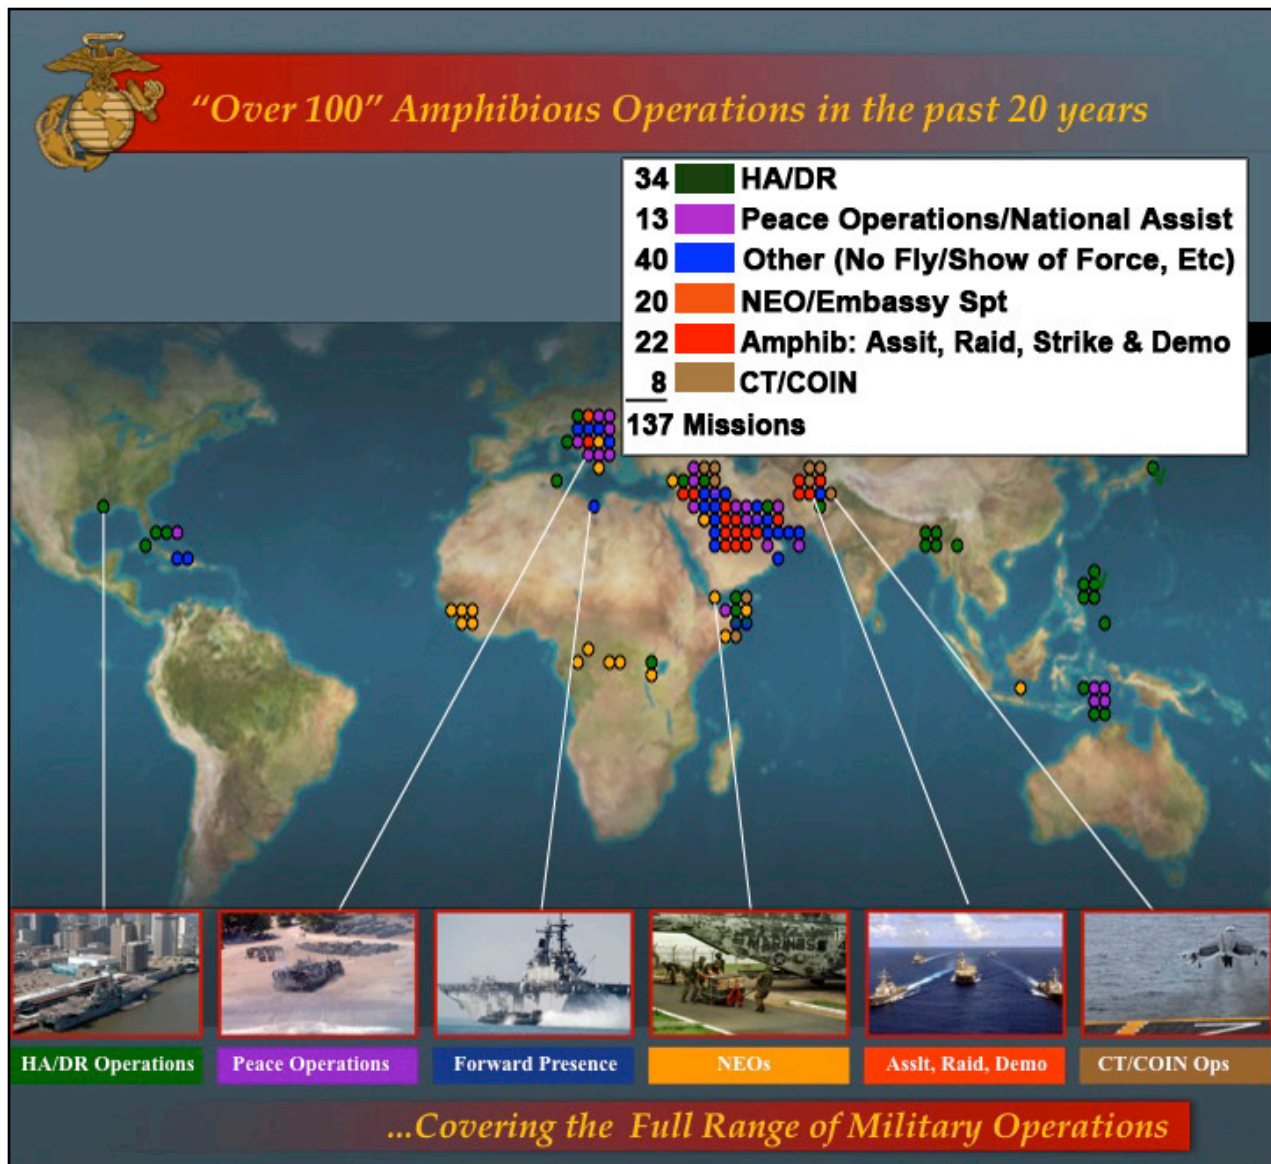 “Over 100” Amphibious Operations in the past 20 years
34 HA/DR
13 Peace Operations/National Assist
40 Other (No Fly/Show of Force, Etc)
20 NEO/Embassy Spt
22 Amphib: Assit, Raid, Strike & Demo
8 CT/COIN
137 Missions
MARINES
HA/DR Operations
Peace Operations
Forward Presence
NEOs
Asslt, Raid, Demo
CT/COIN Ops
...Covering the Full Range of Military Operations